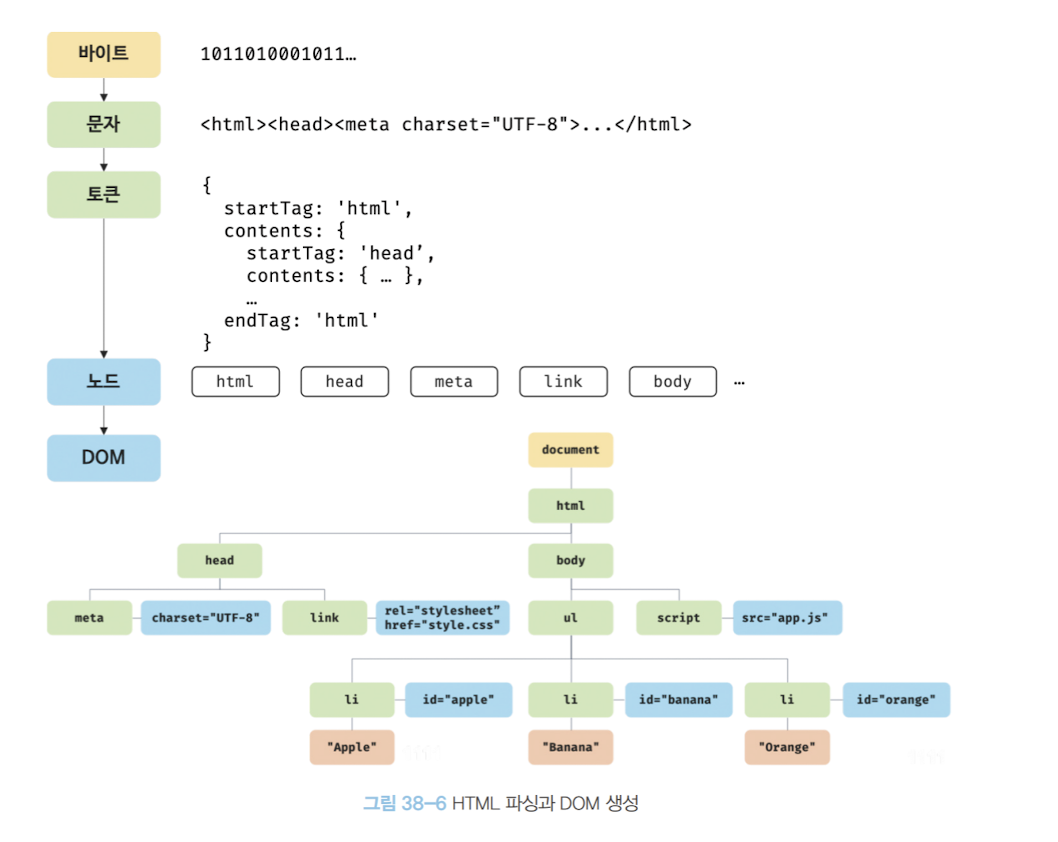 바이트
1011010001011…
문자
<html><head><meta charset="UTF-8">...</html>
토큰
{
startTag: 'html',
contents: {
startTag: 'head’,
contents: { … },
…
endTag: 'html'
}
노드
html
head
meta
link
body
…
DOM
document
html
head
body
meta
charset="UTF-8"
link
rel="stylesheet”
href="style.css"
ul
script
src="app.js"
li
id="apple"
li
id="banana"
li
id="orange"
"Apple"
"Banana"
"Orange"
그림 38–6 HTML 파싱과 DOM 생성